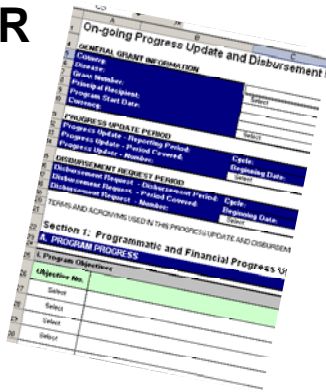 R
On-going Progress Update and Disbursement
GENERAL GRANT INFORMATION
Country:
Disease:
Grant Number:
Principal Recipient:
Program Start Date:
Currency:
Select
Select
PROGRESS UPDATE PERIOD
Progress Update - Reporting Period: Cycle:
Progress Update - Period Covered: Beginning Date:
Progress Update - Number: Select
DISBURSEMENT REQUEST PERIOD
Disbursement Request - Disbursement Period: Cycle:
Disbursement Request - Period Covered: Beginning Date:
Disbursement Request - Number: Select
TERMS AND ACRONYMS USED IN THIS PROGRESS UPDATE AND DISBURSEM
Section 1: Programmatic and Financial Progress U
A. PROGRAM PROGRESS
I. Program Objectives
Objective No.
Select
Select
Select
Select